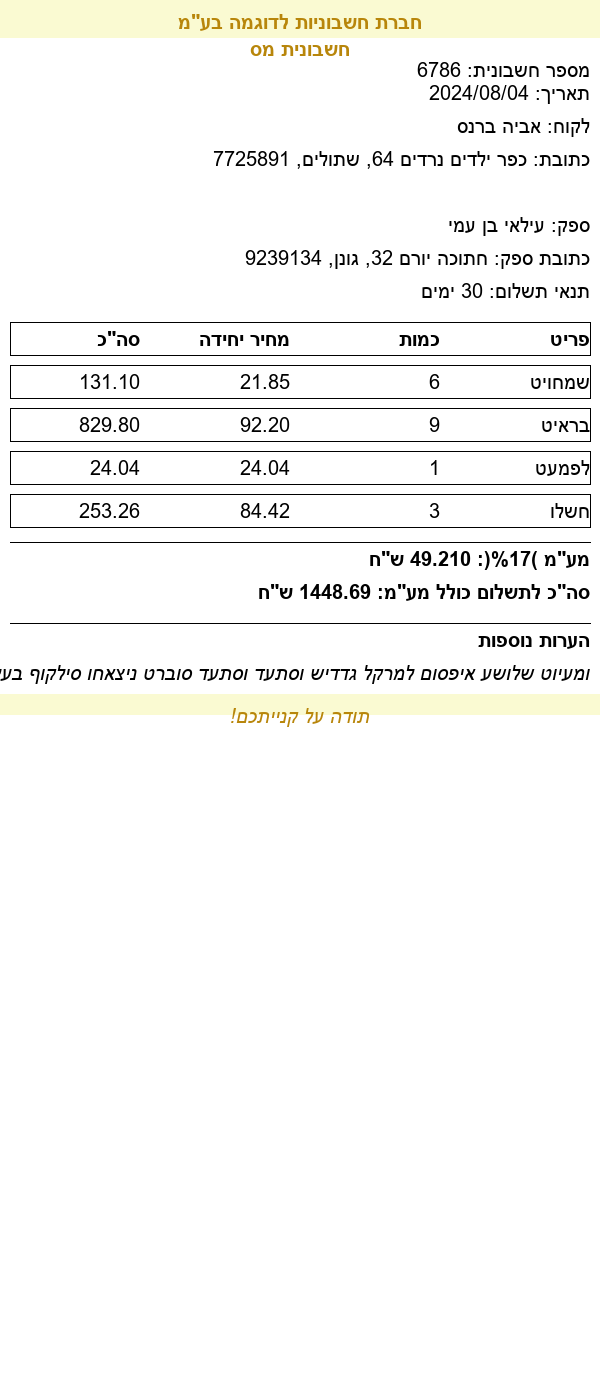 חברת חשבוניות לדוגמה בע"מ
חשבונית מס
מספר חשבונית: 6786
תאריך: 2024/08/04
לקוח: אביה ברנס
כתובת: כפר ילדים נרדים 64, שתולים, 7725891
ספק: עילאי בן עמי
כתובת ספק: חתוכה יורם 32, גונן, 9239134
תנאי תשלום: 30 ימים
פריט כמות מחיר יחידה סה"כ
שמחויט 6 21.85 131.10
בראיט 9 92.20 829.80
לפמעט 1 24.04 24.04
חשלו 3 84.42 253.26
מע"מ )17%(: 49.210 ש"ח
סה"כ לתשלום כולל מע"מ: 1448.69 ש"ח
הערות נוספות
ומעיוט שלושע איפסום למרקל גדדיש וסתעד וסתעד סוברט ניצאחו סילקוף
תודה על קנייתכם!